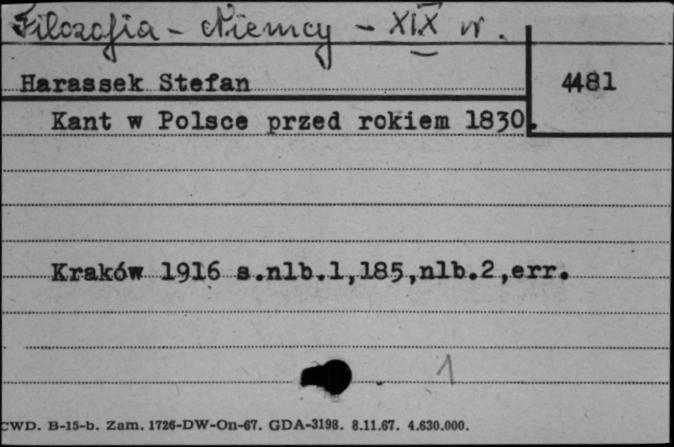 Filozofia - Niemcy - XIX w.
Harassek Stefan
4481
Kant w Polsce przed rokiem 1830.
Kraków 1916 s.nlb.1,185,nlb.2,err.
1
CWD. B-15-b. Zam. 1726-DW-On-67. GDA-3198. 8.11.67. 4.630.000.